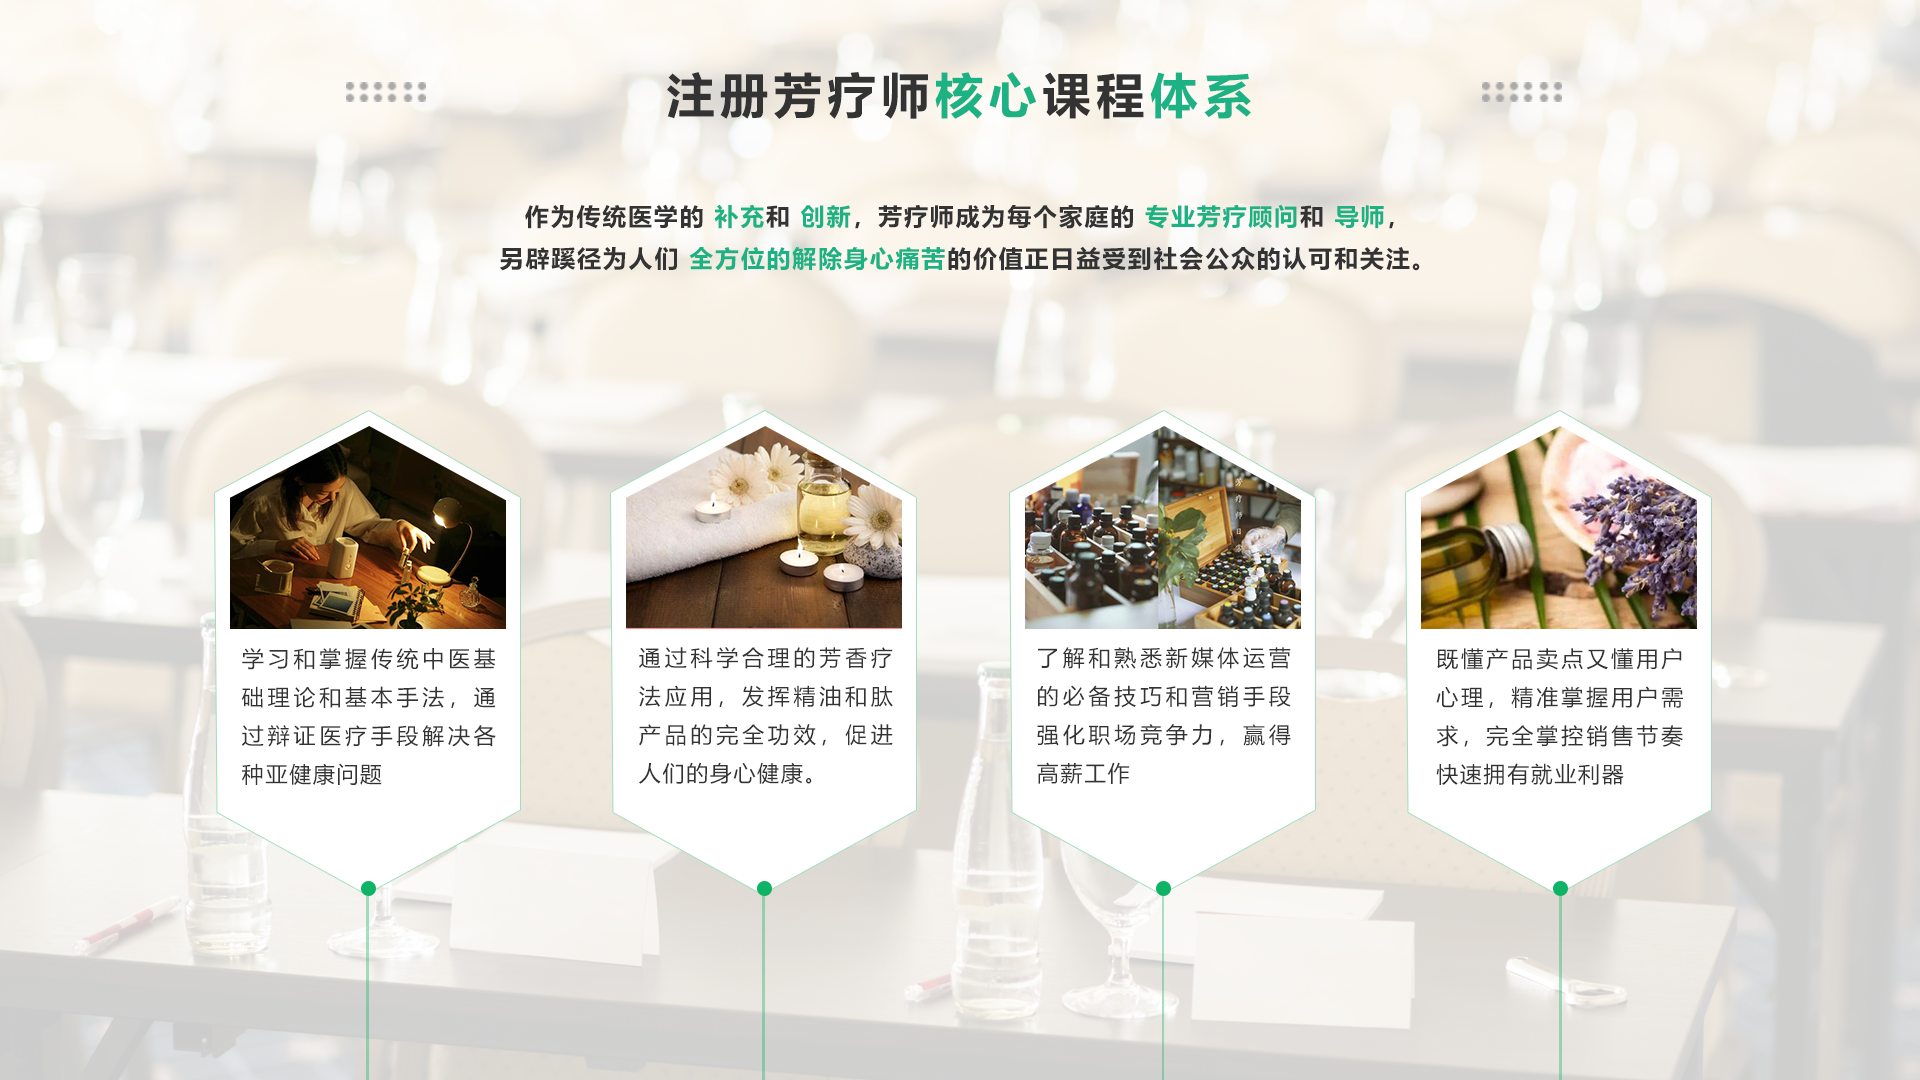 注册芳疗师核心课程体系
作为传统医学的 补充和 创新，芳疗师成为每个家庭的 专业芳疗顾问和 导师，
另辟蹊径为人们 全方位的解除身心痛苦的价值正日益受到社会公众的认可和关注。
学习和掌握传统中医基
础理论和基本手法，通
过辩证医疗手段解决各
种亚健康问题
通过科学合理的芳香疗
法应用，发挥精油和肽
产品的完全功效，促进
人们的身心健康。
芳疗师日
了解和熟悉新媒体运营
的必备技巧和营销手段
强化职场竞争力，赢得
高薪工作
既懂产品卖点又懂用户
心理，精准掌握用户需
求，完全掌控销售节奏
快速拥有就业利器